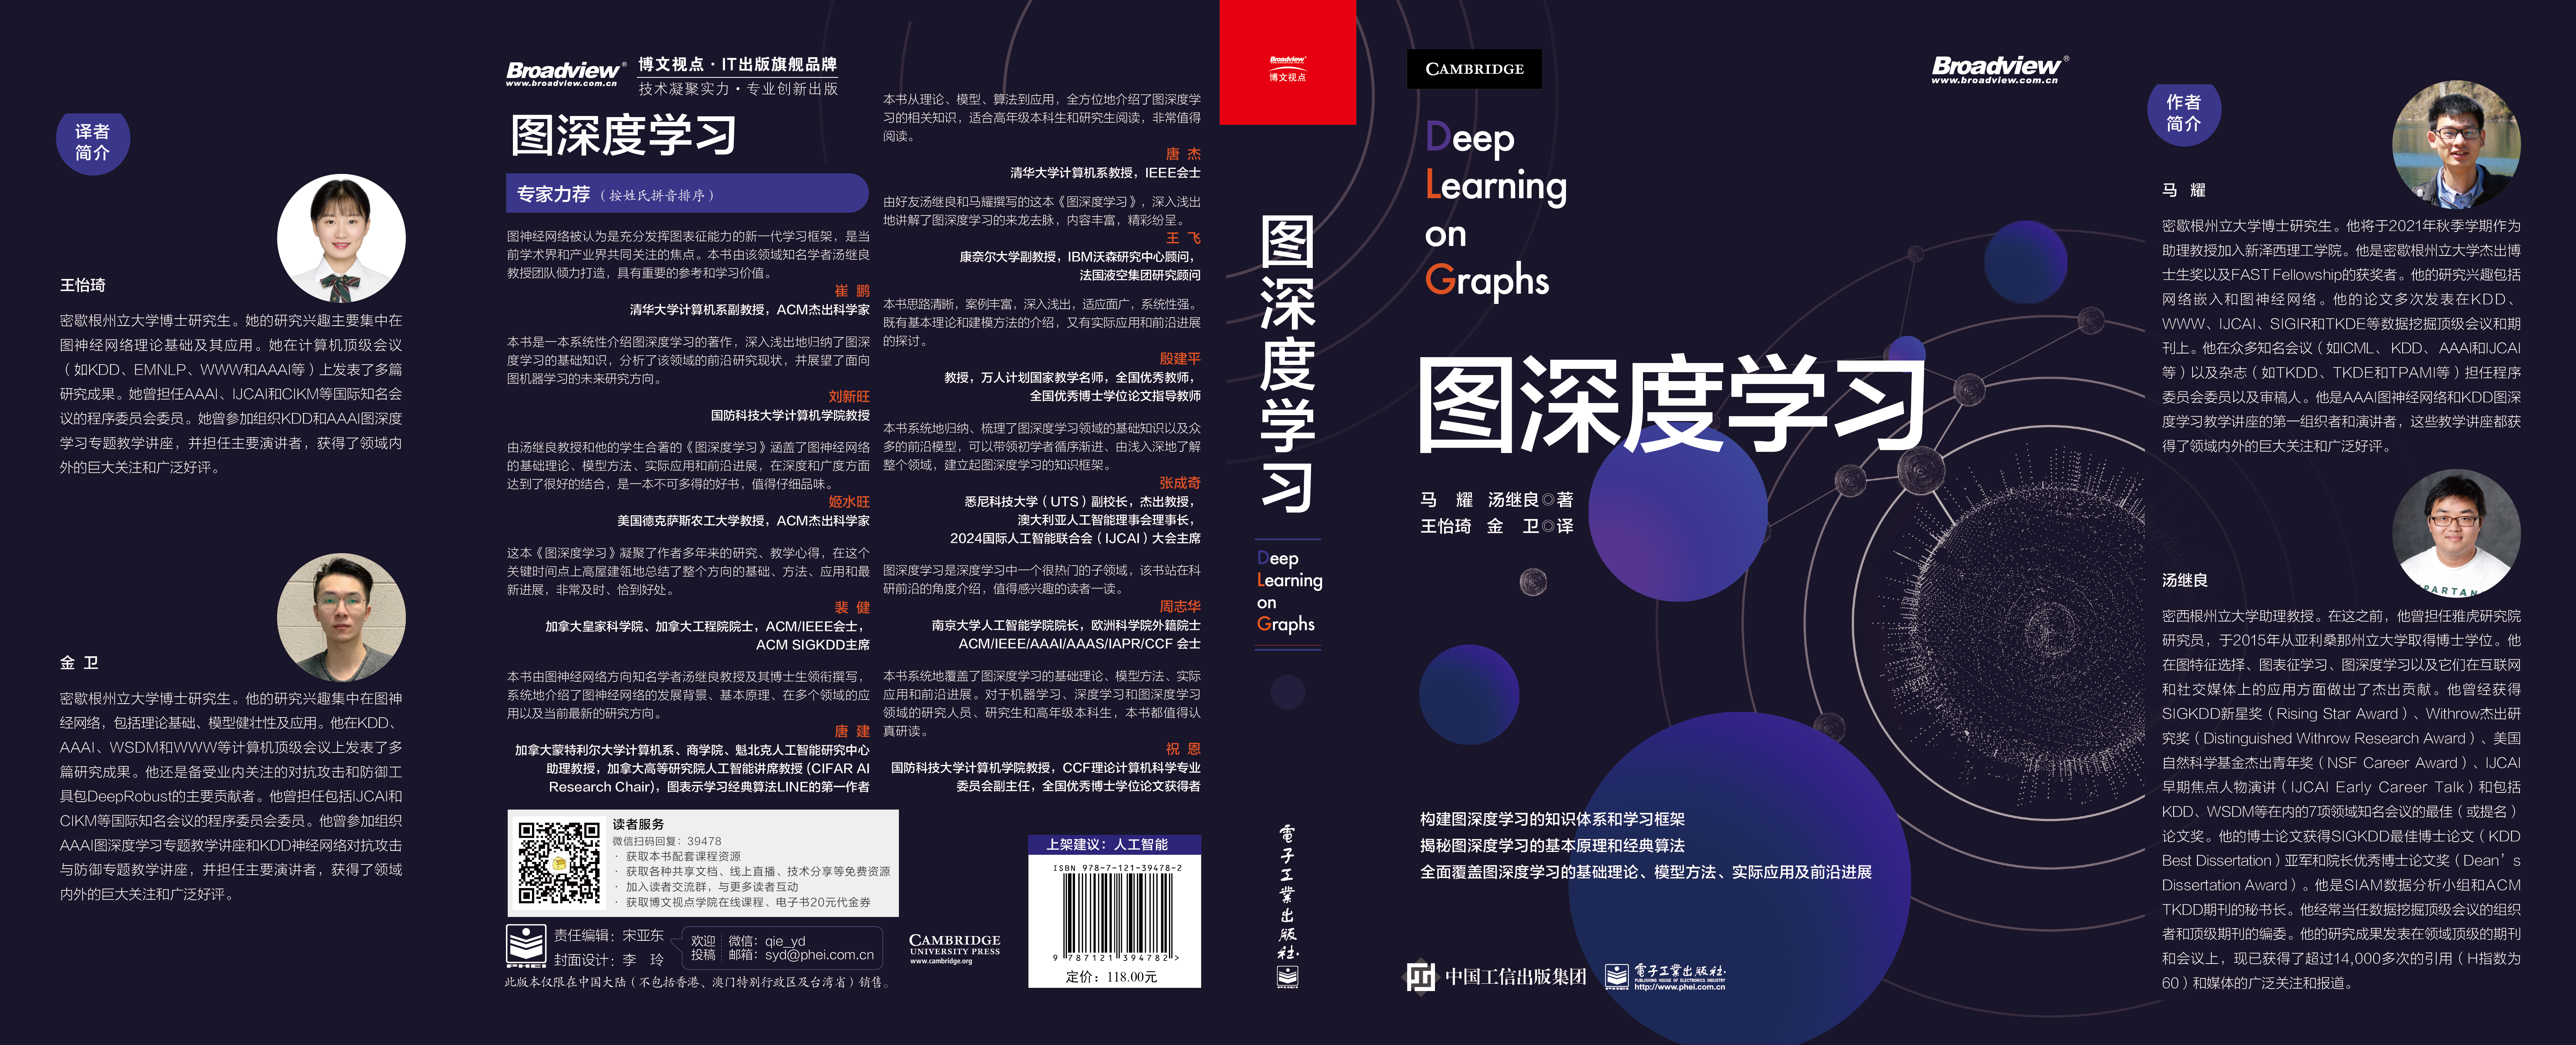 译者
简介
王怡琦
密歇根州立大学博士研究生。她的研究兴趣主要集中在
图神经网络理论基础及其应用。她在计算机顶级会议
（如KDD、EMNLP、WWW和AAAI等）上发表了多篇
研究成果。她曾担任AAAI、IJCAI和CIKM等国际知名会
议的程序委员会委员。她曾参加组织KDD和AAAI图深度
学习专题教学讲座，并担任主要演讲者，获得了领域内
外的巨大关注和广泛好评。
金 卫
密歇根州立大学博士研究生。他的研究兴趣集中在图神
经网络，包括理论基础、模型健壮性及应用。他在KDD、
AAAI、WSDM和WWW等计算机顶级会议上发表了多
篇研究成果。他还是备受业内关注的对抗攻击和防御工
具包DeepRobust的主要贡献者。他曾担任包括IJCAI和
CIKM等国际知名会议的程序委员会委员。他曾参加组织
AAAI图深度学习专题教学讲座和KDD神经网络对抗攻击
与防御专题教学讲座，并担任主要演讲者，获得了领域
内外的巨大关注和广泛好评。
Broadview®
www.broadview.com.cn
博文视点·IT出版旗舰品牌
技术凝聚实力·专业创新出版
图深度学习
专家力荐（按姓氏拼音排序）
图神经网络被认为是充分发挥图表征能力的新一代学习框架，是当
前学术界和产业界共同关注的焦点。本书由该领域知名学者汤继良
教授团队倾力打造，具有重要的参考和学习价值。
崔 鹏
清华大学计算机系副教授，ACM杰出科学家
本书是一本系统性介绍图深度学习的著作，深入浅出地归纳了图深
度学习的基础知识，分析了该领域的前沿研究现状，并展望了面向
图机器学习的未来研究方向。
刘新旺
国防科技大学计算机学院教授
由汤继良教授和他的学生合著的《图深度学习》涵盖了图神经网络
的基础理论、模型方法、实际应用和前沿进展，在深度和广度方面
达到了很好的结合，是一本不可多得的好书，值得仔细品味。
姬水旺
美国德克萨斯农工大学教授，ACM杰出科学家
这本《图深度学习》凝聚了作者多年来的研究、教学心得，在这个
关键时间点上高屋建瓴地总结了整个方向的基础、方法、应用和最
新进展，非常及时、恰到好处。
裴 健
加拿大皇家科学院、加拿大工程院院士，ACM/IEEE会士，
ACM SIGKDD主席
本书由图神经网络方向知名学者汤继良教授及其博士生领衔撰写，
系统地介绍了图神经网络的发展背景、基本原理、在多个领域的应
用以及当前最新的研究方向。
唐 建
加拿大蒙特利尔大学计算机系、商学院、魁北克人工智能研究中心
助理教授，加拿大高等研究院人工智能讲席教授 (CIFAR AI
Research Chair)，图表示学习经典算法LINE的第一作者
本书从理论、模型、算法到应用，全方位地介绍了图深度学
习的相关知识，适合高年级本科生和研究生阅读，非常值得
阅读。
唐 杰
清华大学计算机系教授，IEEE会士
由好友汤继良和马耀撰写的这本《图深度学习》，深入浅出
地讲解了图深度学习的来龙去脉，内容丰富，精彩纷呈。
王 飞
康奈尔大学副教授，IBM沃森研究中心顾问，
法国液空集团研究顾问
本书思路清晰，案例丰富，深入浅出，适应面广，系统性强。
既有基本理论和建模方法的介绍，又有实际应用和前沿进展
的探讨。
殷建平
教授，万人计划国家教学名师，全国优秀教师，
全国优秀博士学位论文指导教师
本书系统地归纳、梳理了图深度学习领域的基础知识以及众
多的前沿模型，可以带领初学者循序渐进、由浅入深地了解
整个领域，建立起图深度学习的知识框架。
张成奇
悉尼科技大学（UTS）副校长，杰出教授，
澳大利亚人工智能理事会理事长，
2024国际人工智能联合会（IJCAI）大会主席
图深度学习是深度学习中一个很热门的子领域，该书站在科
研前沿的角度介绍，值得感兴趣的读者一读。
周志华
南京大学人工智能学院院长，欧洲科学院外籍院士
ACM/IEEE/AAAI/AAAS/IAPR/CCF 会士
本书系统地覆盖了图深度学习的基础理论、模型方法、实际
应用和前沿进展。对于机器学习、深度学习和图深度学习
领域的研究人员、研究生和高年级本科生，本书都值得认
真研读。
祝 恩
国防科技大学计算机学院教授，CCF理论计算机科学专业
委员会副主任，全国优秀博士学位论文获得者
读者服务
微信扫码回复：39478
· 获取本书配套课程资源
· 获取各种共享文档、线上直播、技术分享等免费资源
· 加入读者交流群，与更多读者互动
· 获取博文视点学院在线课程、电子书20元代金券
PHEI
责任编辑：宋亚东
封面设计：李 玲
欢迎
投稿
微信：qie_yd
邮箱：syd@phei.com.cn
此版本仅限在中国大陆（不包括香港、澳门特别行政区及台湾省）销售。
CAMBRIDGE
UNIVERSITY PRESS
www.cambridge.org
上架建议：人工智能
ISBN 978-7-121-39478-2
9 787121 394782 >
定价：118.00元
Broadview®
博文视点
图深度学习
Deep
Learning
on
Graphs
電子工業出版社.
CAMBRIDGE
Deep
Learning
on
Graphs
图深度学习
马 耀 汤继良◎著
王怡琦 金 卫◎译
构建图深度学习的知识体系和学习框架
揭秘图深度学习的基本原理和经典算法
全面覆盖图深度学习的基础理论、模型方法、实际应用及前沿进展
中国工信出版集团
電子工業出版社.
PUBLISHING HOUSE OF ELECTRONICS INDUSTRY
http://www.phei.com.cn
Broadview®
www.broadview.com.cn
作者
简介
马 耀
密歇根州立大学博士研究生。他将于2021年秋季学期作为
助理教授加入新泽西理工学院。他是密歇根州立大学杰出博
士生奖以及FAST Fellowship的获奖者。他的研究兴趣包括
网络嵌入和图神经网络。他的论文多次发表在KDD、
WWW、IJCAI、SIGIR和TKDE等数据挖掘顶级会议和期
刊上。他在众多知名会议（如ICML、KDD、AAAI和IJCAI
等）以及杂志（如TKDD、TKDE和TPAMI等）担任程序
委员会委员以及审稿人。他是AAAI图神经网络和KDD图深
度学习教学讲座的第一组织者和演讲者，这些教学讲座都获
得了领域内外的巨大关注和广泛好评。
PARTAN
汤继良
密西根州立大学助理教授。在这之前，他曾担任雅虎研究院
研究员，于2015年从亚利桑那州立大学取得博士学位。他
在图特征选择、图表征学习、图深度学习以及它们在互联网
和社交媒体上的应用方面做出了杰出贡献。他曾经获得
SIGKDD新星奖（Rising Star Award）、Withrow杰出研
究奖（Distinguished Withrow Research Award）、美国
自然科学基金杰出青年奖（NSF Career Award）、IJCAI
早期焦点人物演讲（IJCAI Early Career Talk）和包括
KDD、WSDM等在内的7项领域知名会议的最佳（或提名）
论文奖。他的博士论文获得SIGKDD最佳博士论文（KDD
Best Dissertation）亚军和院长优秀博士论文奖（Dean’s
Dissertation Award）。他是SIAM数据分析小组和ACM
TKDD期刊的秘书长。他经常当任数据挖掘顶级会议的组织
者和顶级期刊的编委。他的研究成果发表在领域顶级的期刊
和会议上，现已获得了超过14,000多次的引用（H指数为
60）和媒体的广泛关注和报道。